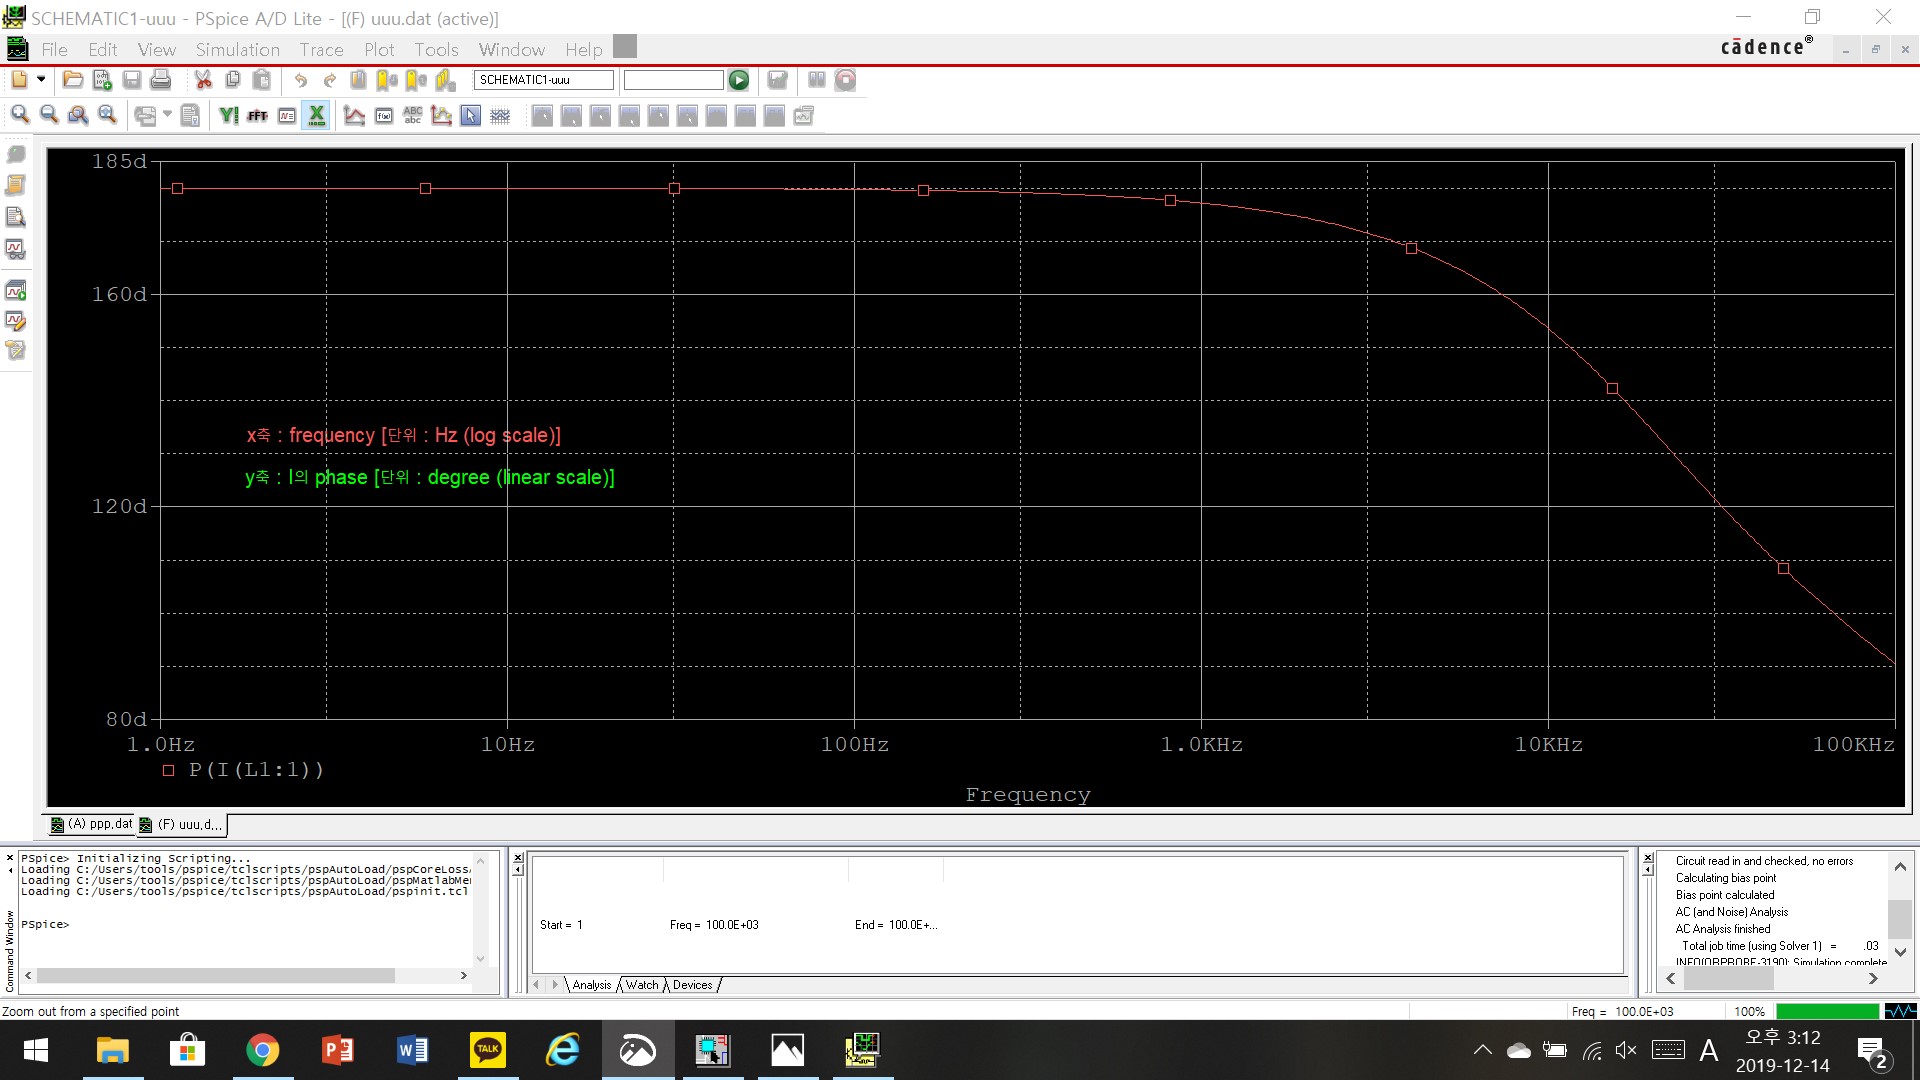 SCHEMATIC1-uuu - PSpice A/D Lite - [(F) uuu.dat (active)]
File Edit View Simulation Trace Plot Tools Window Help
cādence®
SCHEMATIC1-uuu
FFT
ABC
abc
185d
160d
x축 : frequency [단위 : Hz (log scale)]
y축 : I의 phase [단위 : degree (linear scale)]
120d
80d
1.0Hz 10Hz 100Hz 1.0KHz 10KHz 100KHz
P(I(L1:1))
Frequency
(A) ppp,dat (F) uuu,d...
PSpice> Initializing Scripting...
Loading C:/Users/tools/pspice/tclscripts/pspAutoLoad/pspCoreLoss
Loading C:/Users/tools/pspice/tclscripts/pspAutoLoad/pspMatlabMe
Loading C:/Users/tools/pspice/tclscripts/pspAutoLoad/pspinit.tcl
PSpice>
Command Window
Start = 1 Freq = 100.0E+03 End = 100.0E+...
Analysis Watch Devices
Circuit read in and checked, no errors
Calculating bias point
Bias point calculated
AC (and Noise) Analysis
AC Analysis finished
Total job time (using Solver 1) = .03
INFO(ORPROBE-3190): Simulation complete
Zoom out from a specified point
Freq = 100.0E+03 100%
TALK
A
오후 3:12
2019-12-14
2